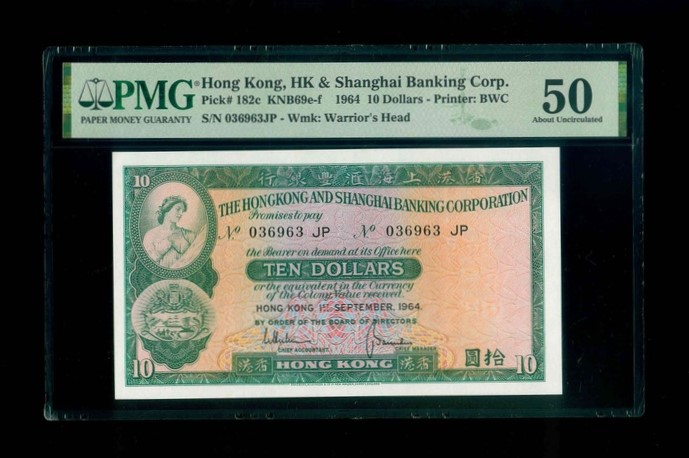 PMG
PAPER MONEY GUARANTY
Hong Kong, HK & Shanghai Banking Corp.
Pick# 182c KNB69e-f 1964 10 Dollars - Printer: BWC
S/N 036963JP - Wmk: Warrior's Head
50
About Uncirculated
10
行銀豐滙海上港香
THE HONGKONG AND SHANGHAI BANKING CORPORATION
Promises to pay
Nº 036963 JP Nº 036963 JP
the Bearer on demand at its Office here
TEN DOLLARS
or the equivalent in the Currency
of the Colony, Value received.
HONG KONG 1ST SEPTEMBER, 1964.
BY ORDER OF THE BOARD OF DIRECTORS
CHIEF ACCOUNTANT. CHIEF MANAGER
10 港香 HONG KONG 港香 圓拾 10